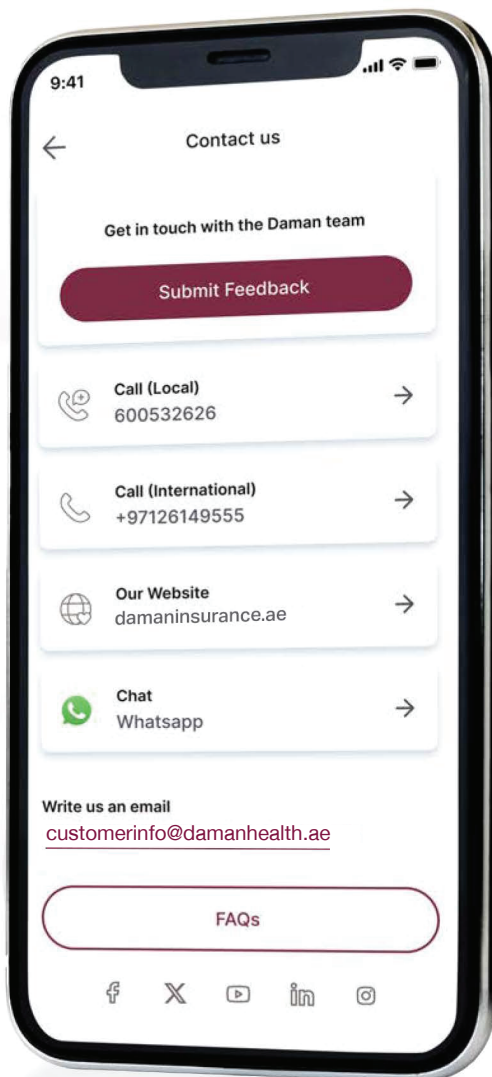 9:41
Contact us
Get in touch with the Daman team
Submit Feedback
Call (Local)
600532626
Call (International)
+97126149555
Our Website
damaninsurance.ae
Chat
Whatsapp
Write us an email
customerinfo@damanhealth.ae
FAQs